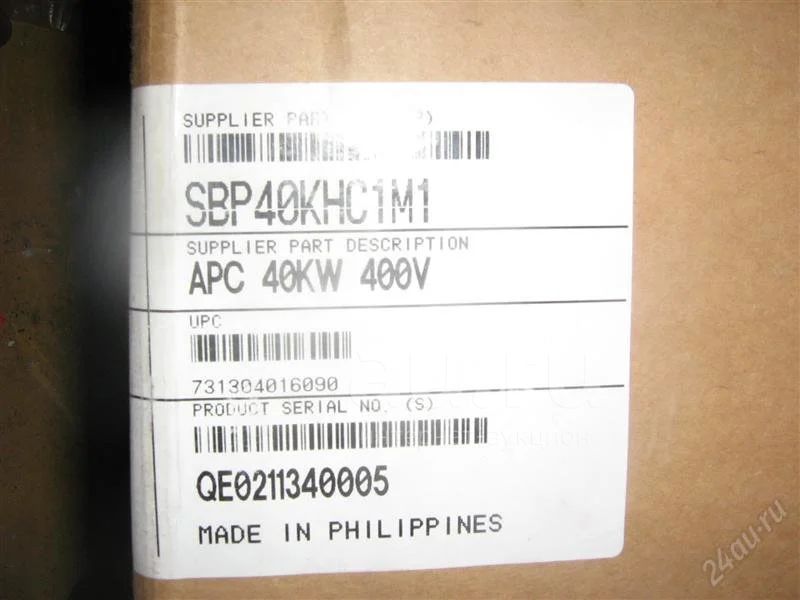 SUPPLIER PART P)
SBP40KHC1M1
SUPPLIER PART DESCRIPTION
APC 40KW 400V
UPC
731304016090
PRODUCT SERIAL NO. (S)
QE0211340005
MADE IN PHILIPPINES
24au.ru